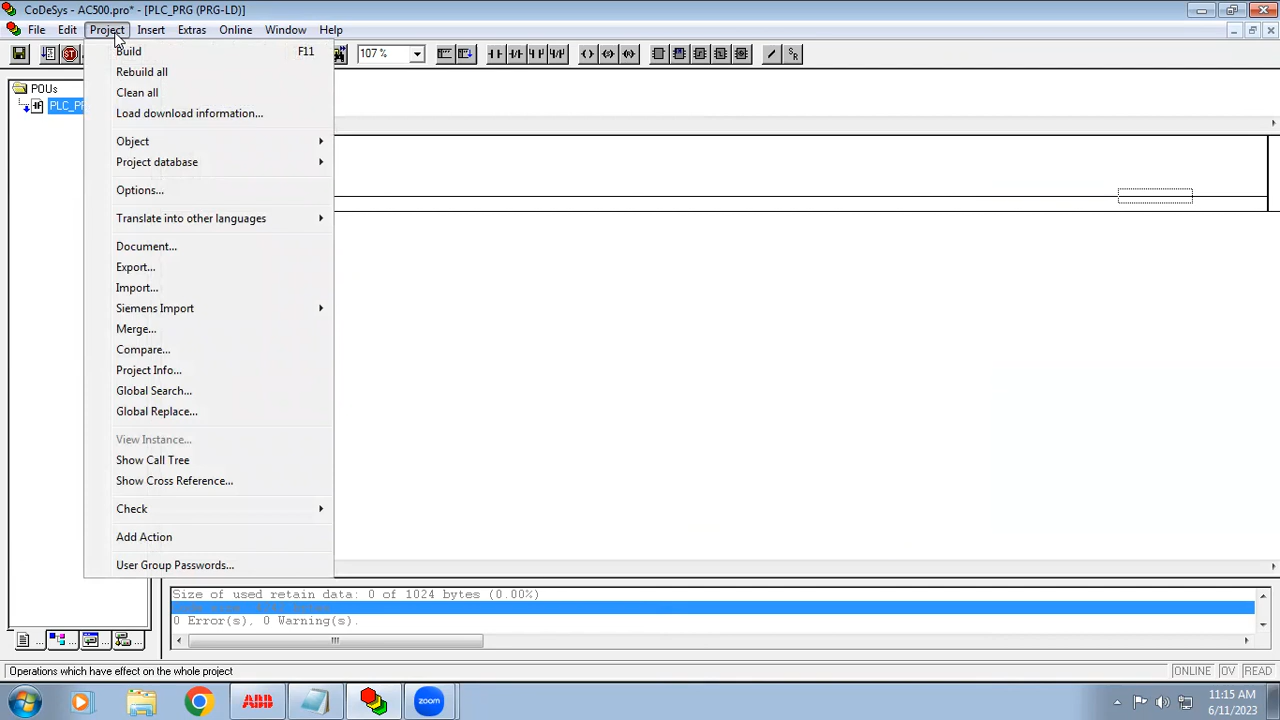 CoDeSys - AC500.pro* - [PLC_PRG (PRG-LD)]
File Edit Project Insert Extras Online Window Help
107 %
Build F11
Rebuild all
Clean all
Load download information...
Object
Project database
Options...
Translate into other languages
Document...
Export...
Import...
Siemens Import
Merge...
Compare...
Project Info...
Global Search...
Global Replace...
View Instance...
Show Call Tree
Show Cross Reference...
Check
Add Action
User Group Passwords...
POUs
Size of used retain data: 0 of 1024 bytes (0.00%)
0 Error(s), 0 Warning(s).
Operations which have effect on the whole project
ONLINE OV READ
ABB
zoom
11:15 AM
6/11/2023